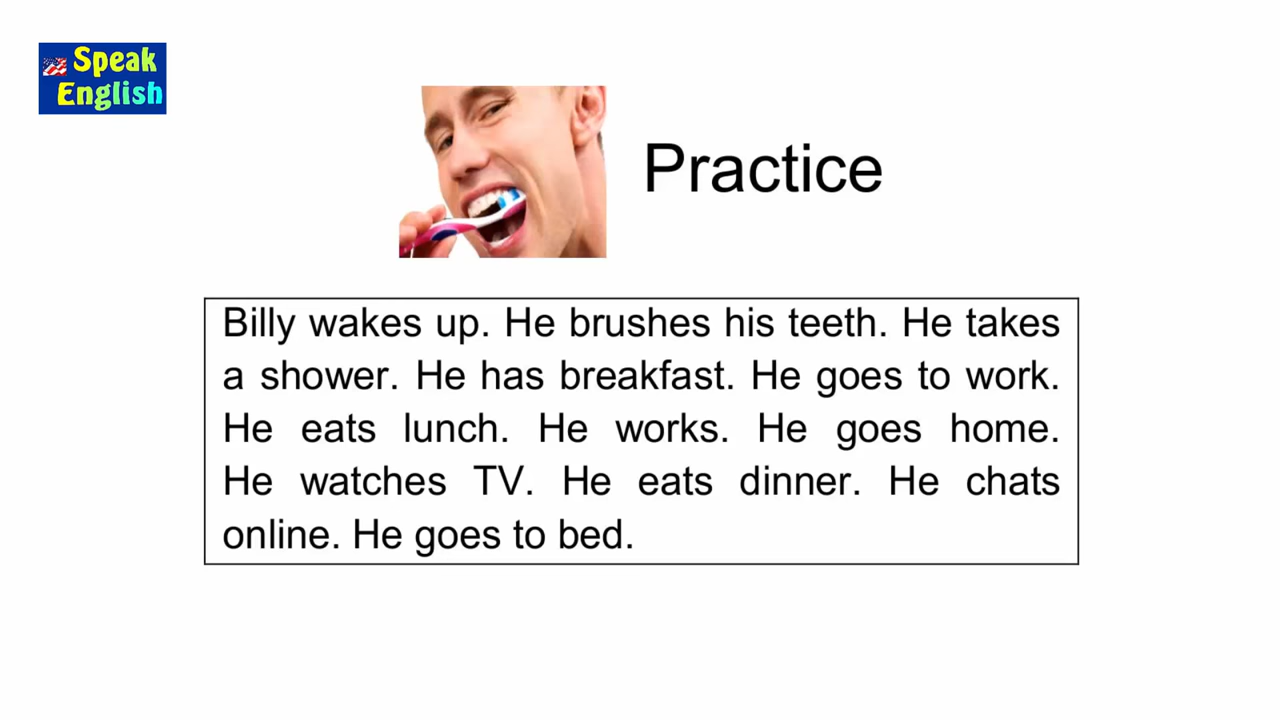 Speak
English
Practice
Billy wakes up. He brushes his teeth. He takes
a shower. He has breakfast. He goes to work.
He eats lunch. He works. He goes home.
He watches TV. He eats dinner. He chats
online. He goes to bed.